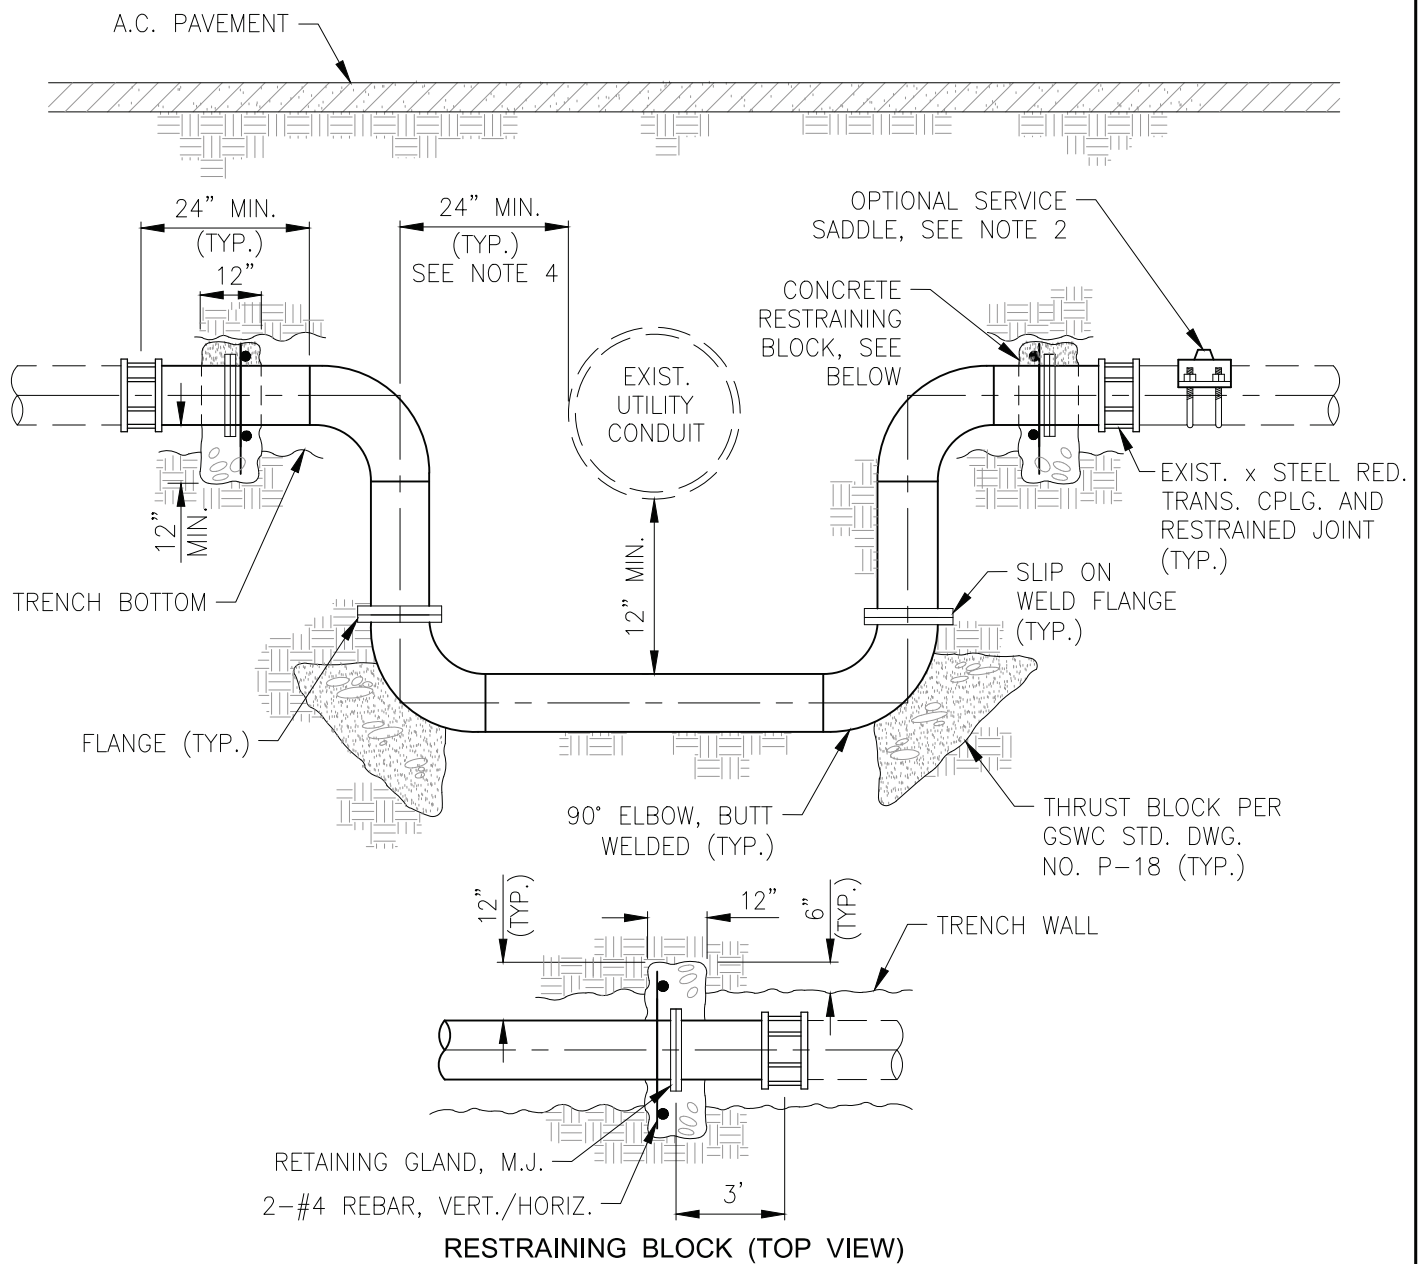 A.C. PAVEMENT
24” MIN.
(TYP.)
12”
24” MIN.
(TYP.)
SEE NOTE 4
OPTIONAL SERVICE
SADDLE, SEE NOTE 2
CONCRETE
RESTRAINING
BLOCK, SEE
BELOW
EXIST.
UTILITY
CONDUIT
EXIST. x STEEL RED.
TRANS. CPLG. AND
RESTRAINED JOINT
(TYP.)
12”
MIN.
12” MIN.
TRENCH BOTTOM
SLIP ON
WELD FLANGE
(TYP.)
FLANGE (TYP.)
90° ELBOW, BUTT
WELDED (TYP.)
THRUST BLOCK PER
GSWC STD. DWG.
NO. P-18 (TYP.)
12”
(TYP.)
12”
6”
(TYP.)
TRENCH WALL
RETAINING GLAND, M.J.
2-#4 REBAR, VERT./HORIZ.
3'
RESTRAINING BLOCK (TOP VIEW)